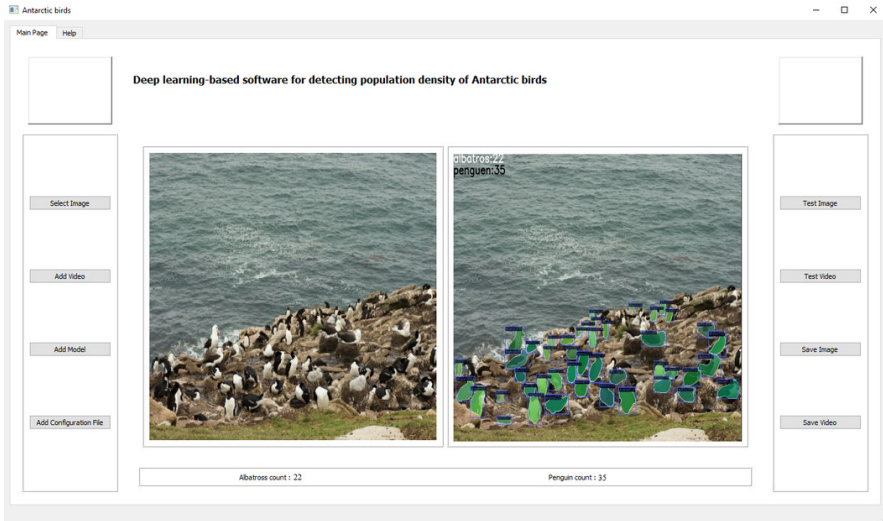 Antarctic birds
Main Page Help
Deep learning-based software for detecting population density of Antarctic birds
Select Image
Add Video
Add Model
Add Configuration File
albatros:22
penguen:35
Test Image
Test Video
Save Image
Save Video
Albatross count : 22
Penguin count : 35